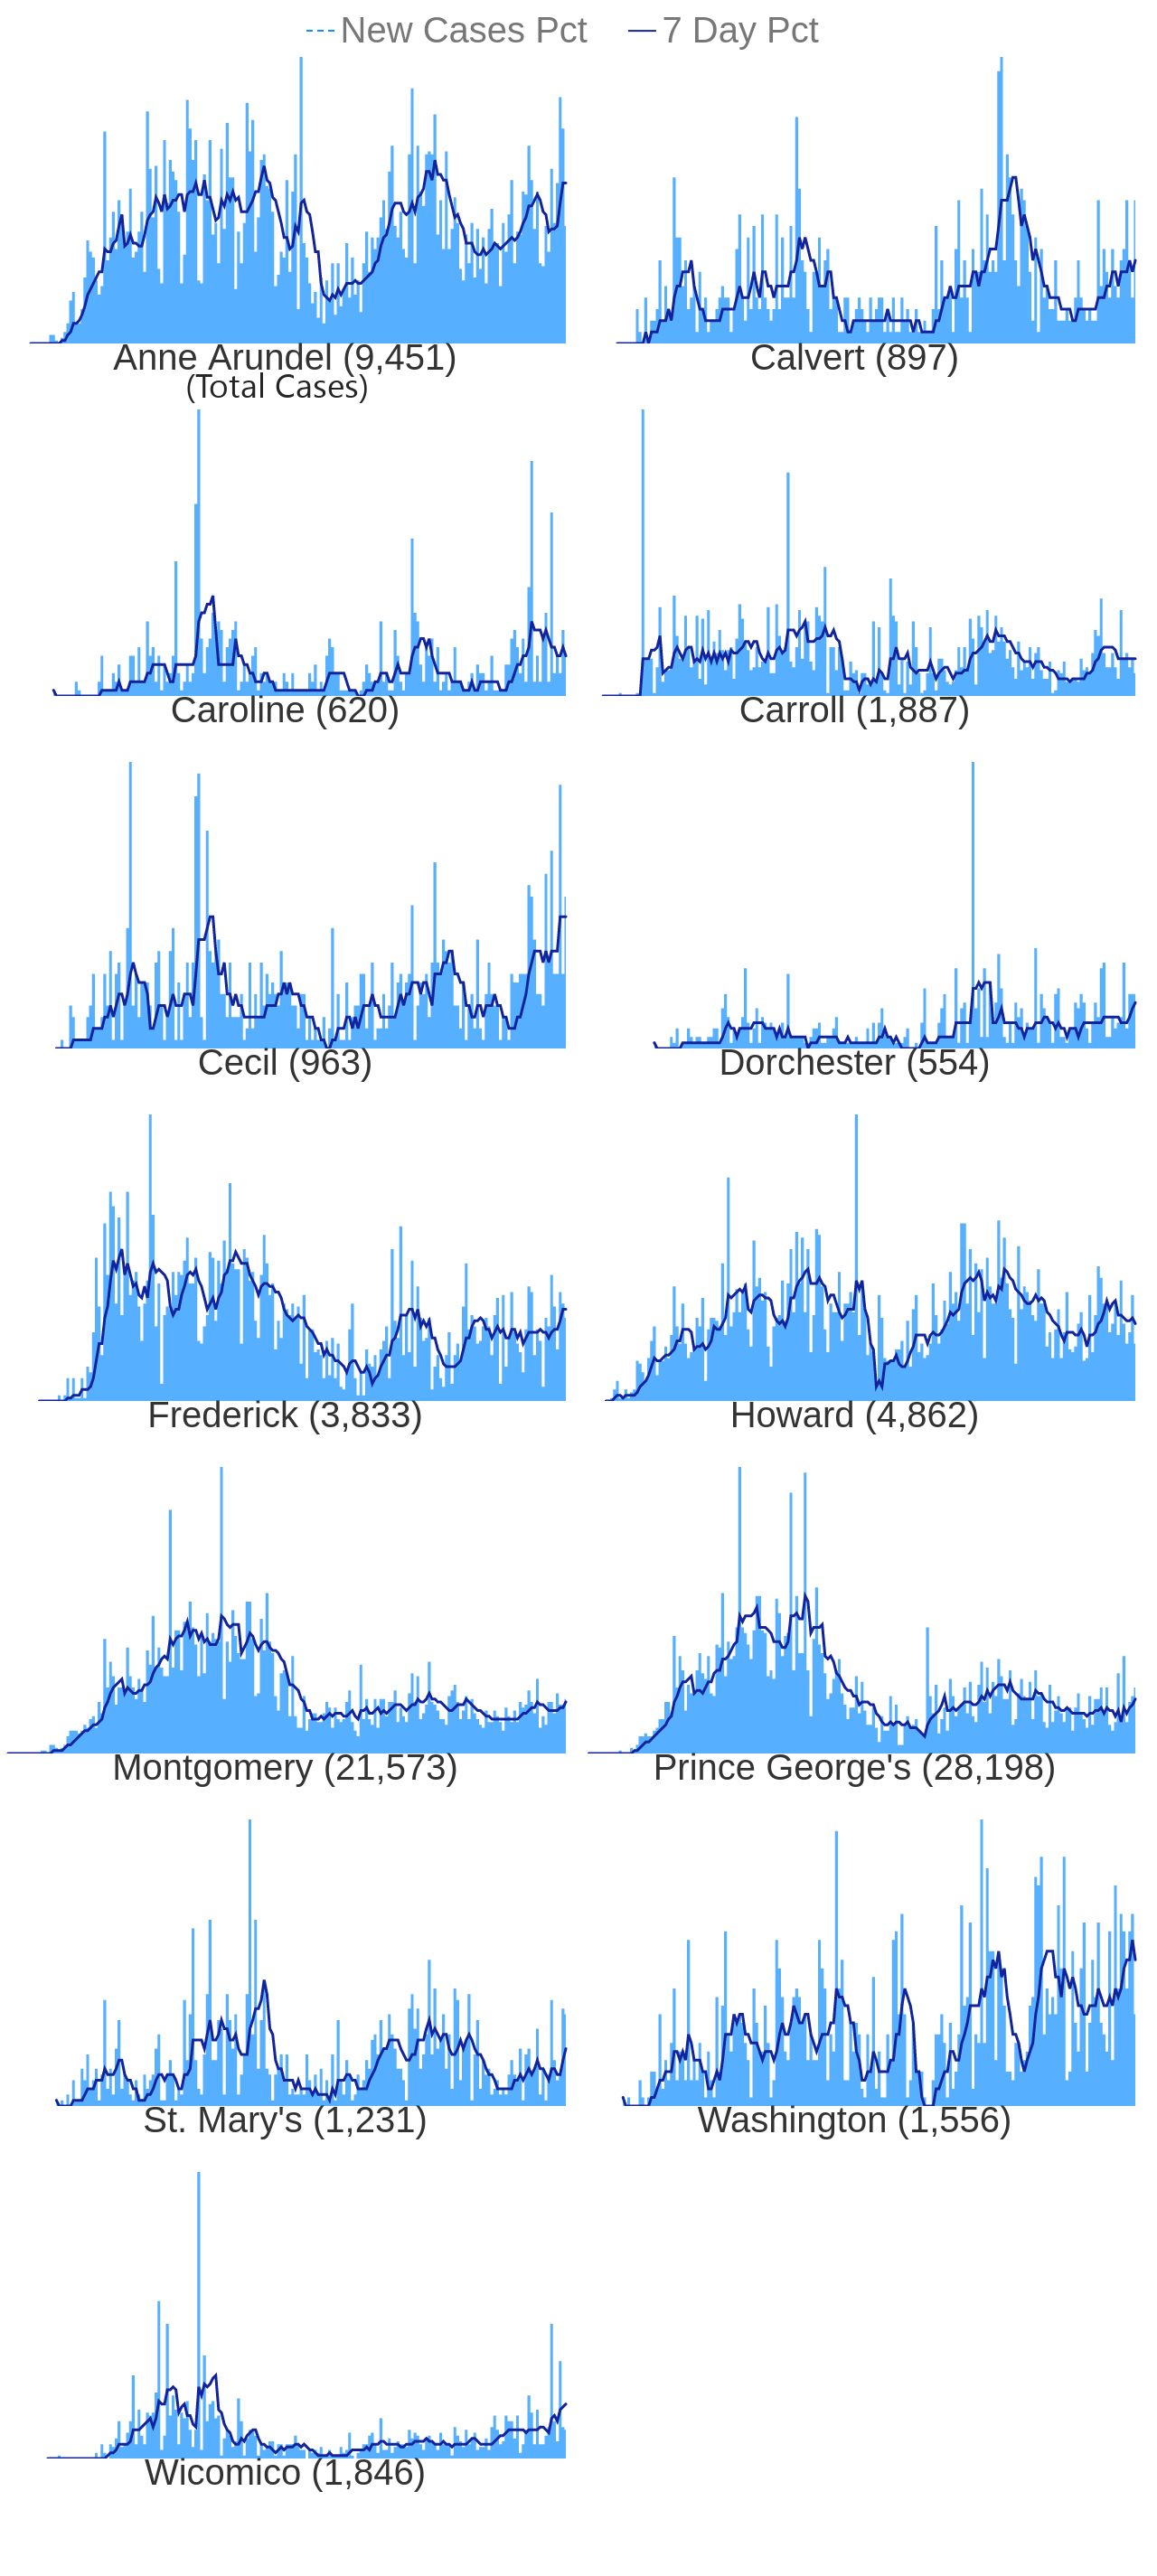 New Cases Pct 7 Day Pct
Anne Arundel (9,451) Calvert (897)
(Total Cases)
Caroline (620) Carroll (1,887)
Cecil (963) Dorchester (554)
Frederick (3,833) Howard (4,862)
Montgomery (21,573) Prince George's (28,198)
St. Mary's (1,231) Washington (1,556)
Wicomico (1,846)